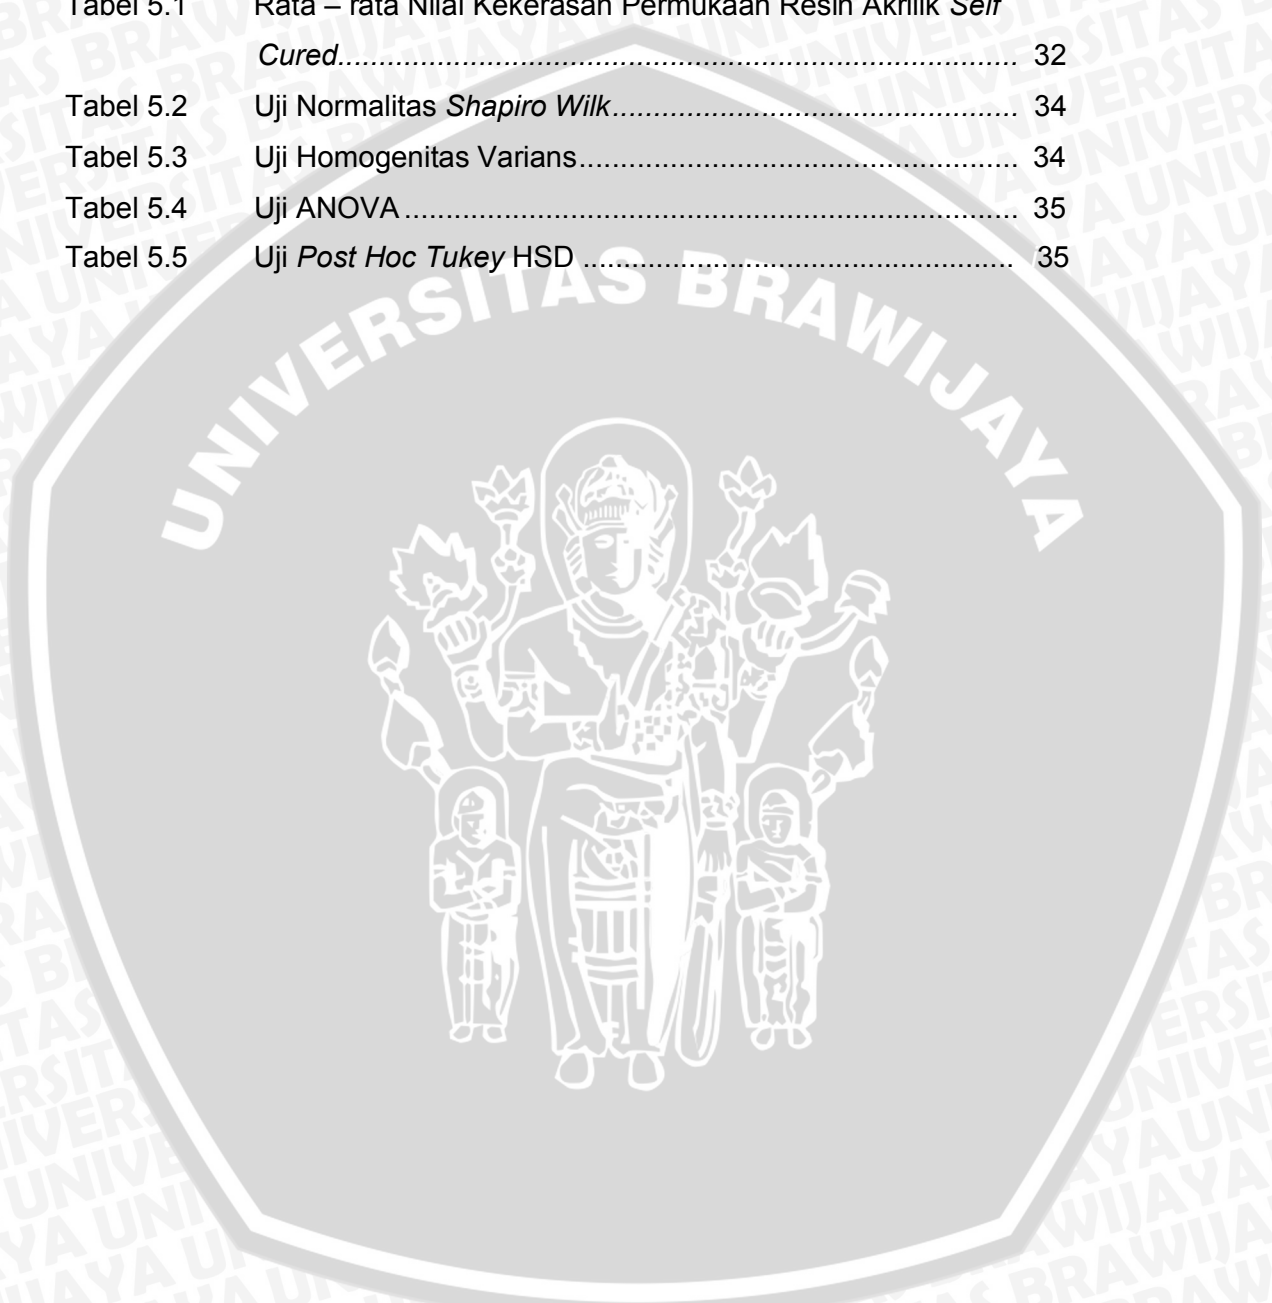 Tabel 5.1 Rata – rata Nilai Kekerasan Permukaan Resin Akrilik Self
Cured.................................................................................. 32
Tabel 5.2 Uji Normalitas Shapiro Wilk................................................. 34
Tabel 5.3 Uji Homogenitas Varians..................................................... 34
Tabel 5.4 Uji ANOVA.......................................................................... 35
Tabel 5.5 Uji Post Hoc Tukey HSD .................................................... 35
UNIVERSITAS BRAWIJAYA